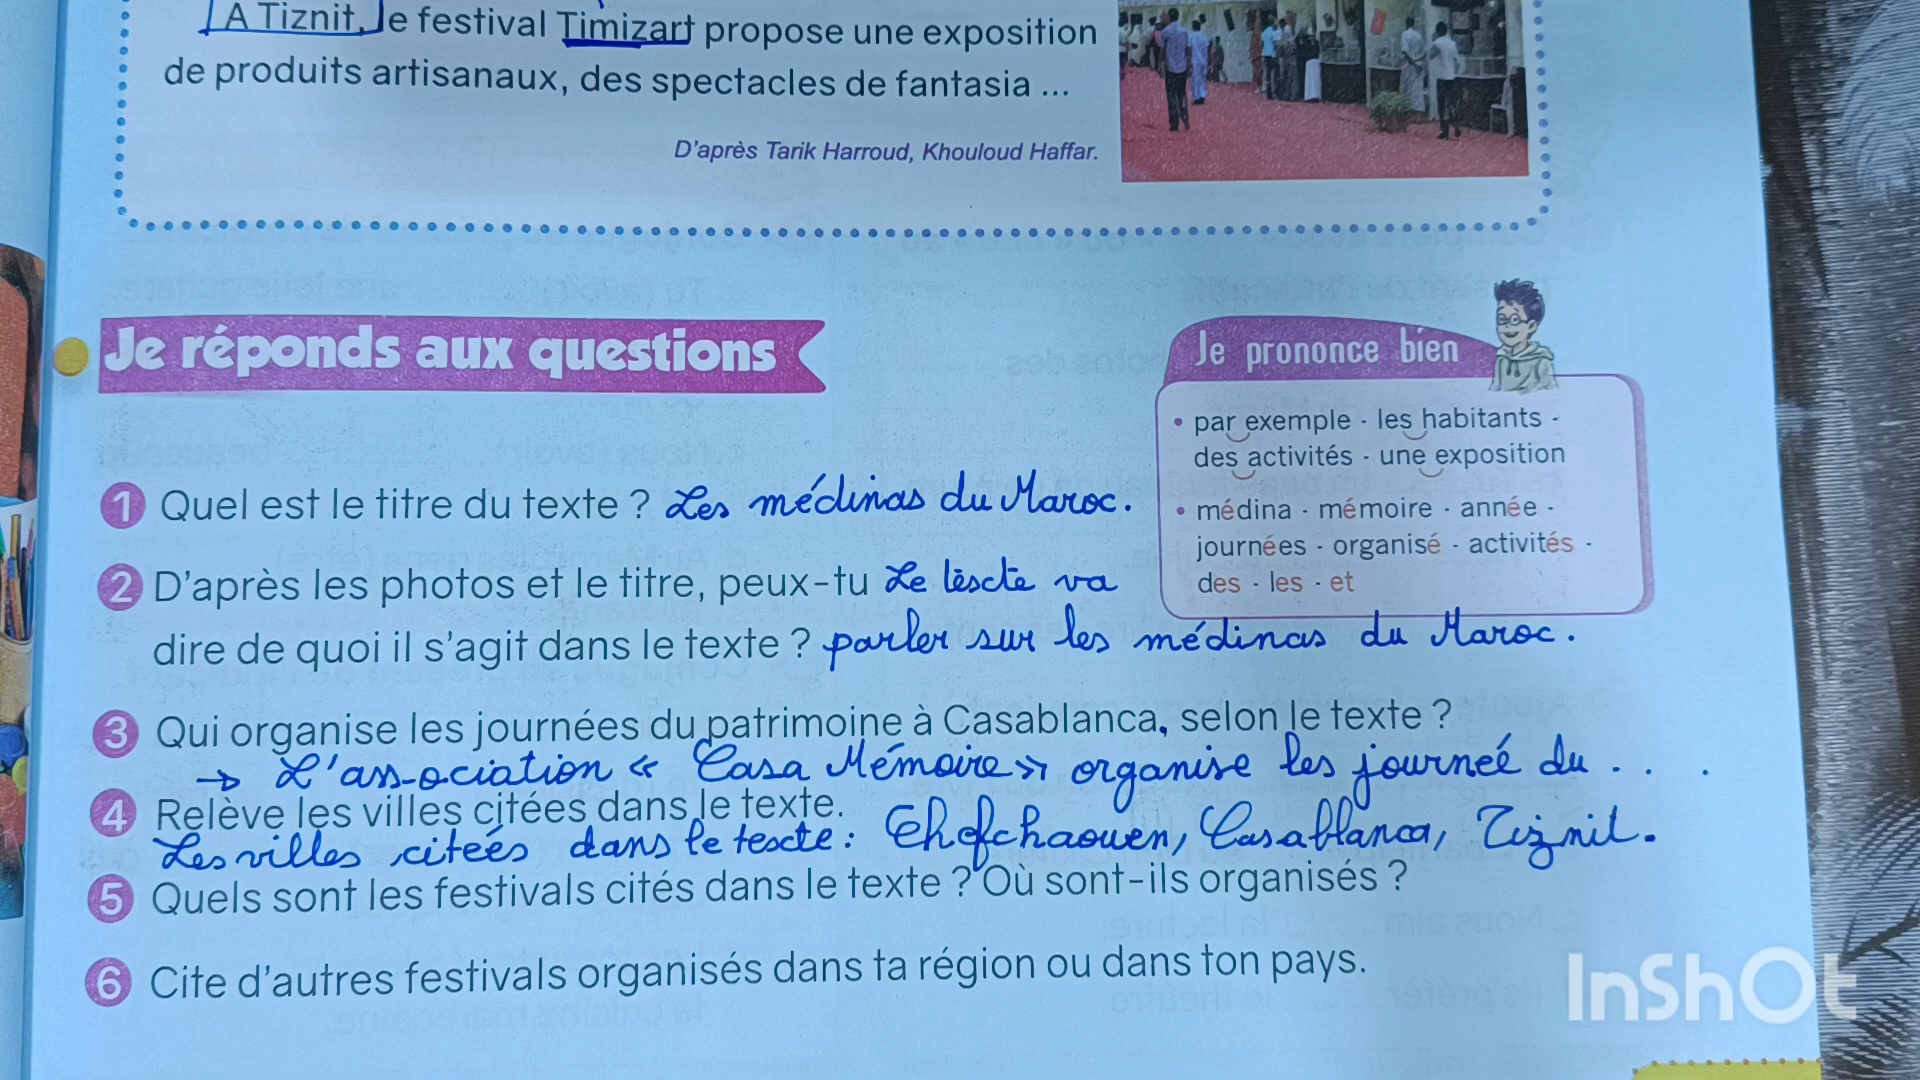 A Tiznit, le festival Timizart propose une exposition
de produits artisanaux, des spectacles de fantasia ...
D'après Tarik Harroud, Khouloud Haffar.
Je réponds aux questions
Je prononce bien
• par exemple - les habitants -
des activités - une exposition
• médina - mémoire - année -
journées - organisé - activités -
des - les - et
1 Quel est le titre du texte ? Les médinas du Maroc.
2 D'après les photos et le titre, peux-tu Le texte va
dire de quoi il s'agit dans le texte ? parler sur les médinas du Maroc.
3 Qui organise les journées du patrimoine à Casablanca, selon le texte ?
→ L'association « Casa Mémoire » organise les journeé du . . .
4 Relève les villes citées dans le texte.
Les villes citeés dans le texte : Chefchaouen, Casablanca, Tiznit.
5 Quels sont les festivals cités dans le texte ? Où sont-ils organisés ?
6 Cite d'autres festivals organisés dans ta région ou dans ton pays.
InShOt